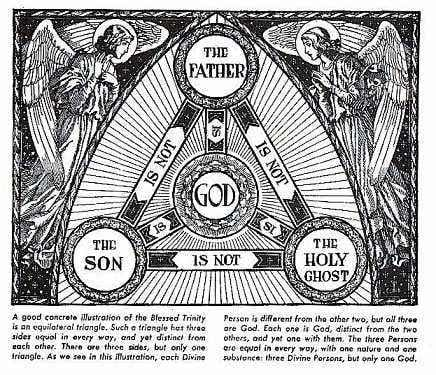 THE
FATHER
IS NOT
IS
IS NOT
GOD
IS
IS
THE
SON
IS NOT
THE
HOLY
GHOST
A good concrete illustration of the Blessed Trinity
is an equilateral triangle. Such a triangle has three
sides equal in every way, and yet distinct from
each other. There are three sides, but only one
triangle. As we see in this illustration, each Divine
Person is different from the other two, but all three
are God. Each one is God, distinct from the two
others, and yet one with them. The three Persons
are equal in every way, with one nature and one
substance: three Divine Persons, but only one God.